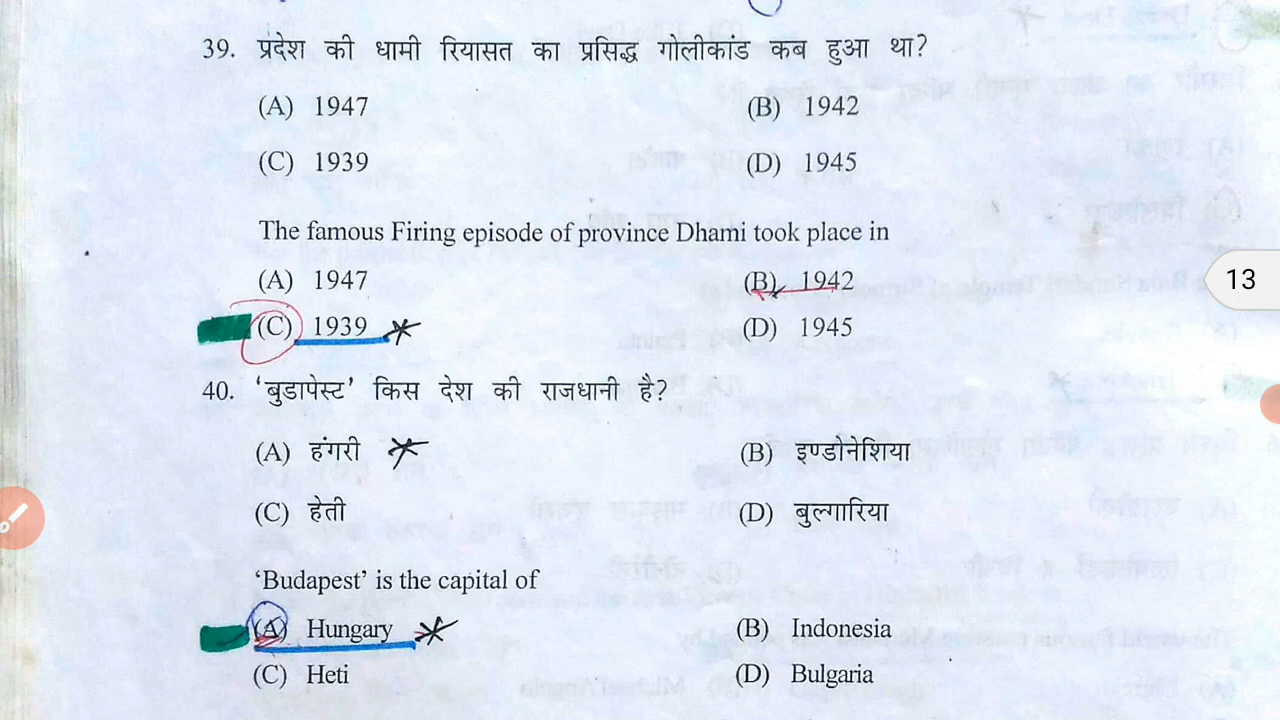 39. प्रदेश की धामी रियासत का प्रसिद्ध गोलीकांड कब हुआ था?
(A) 1947 (B) 1942
(C) 1939 (D) 1945
The famous Firing episode of province Dhami took place in
(A) 1947 (B) 1942
(C) 1939 (D) 1945
13
40. 'बुडापेस्ट' किस देश की राजधानी है?
(A) हंगरी (B) इण्डोनेशिया
(C) हेती (D) बुल्गारिया
'Budapest' is the capital of
(A) Hungary (B) Indonesia
(C) Heti (D) Bulgaria